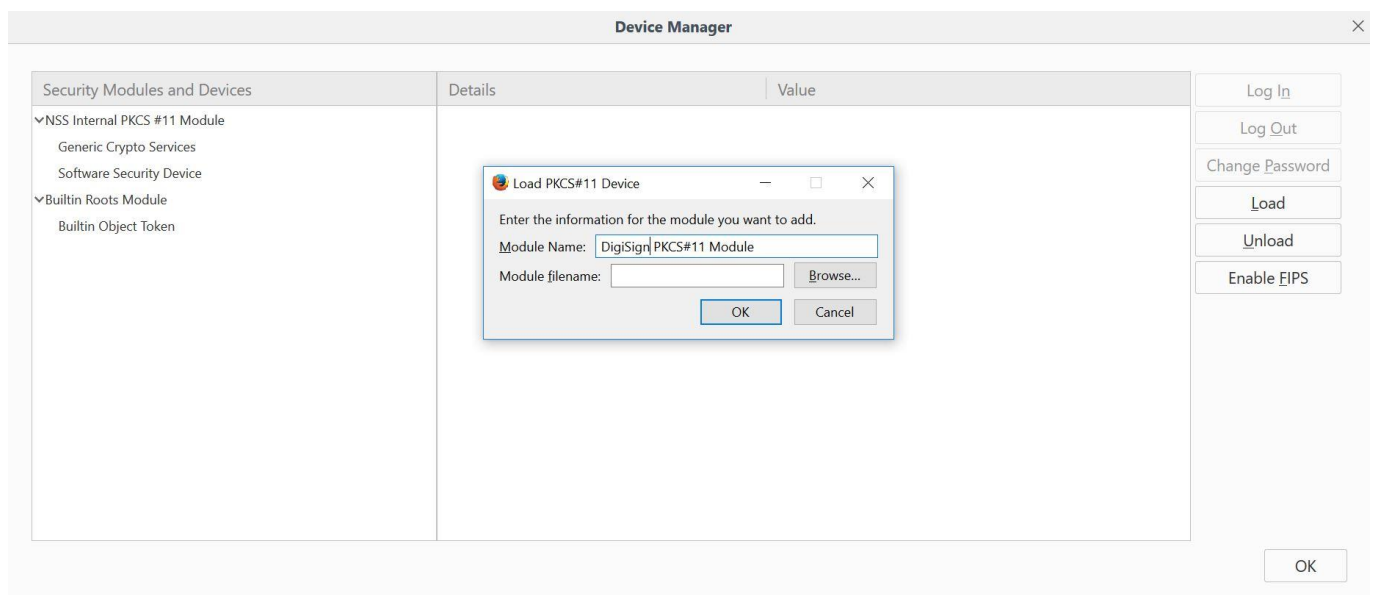 Device Manager
Security Modules and Devices
Details
Value
NSS Internal PKCS #11 Module
Generic Crypto Services
Software Security Device
Builtin Roots Module
Builtin Object Token
Load PKCS#11 Device
Enter the information for the module you want to add.
Module Name: DigiSign PKCS#11 Module
Module filename: Browse...
OK Cancel
Log In
Log Out
Change Password
Load
Unload
Enable FIPS
OK